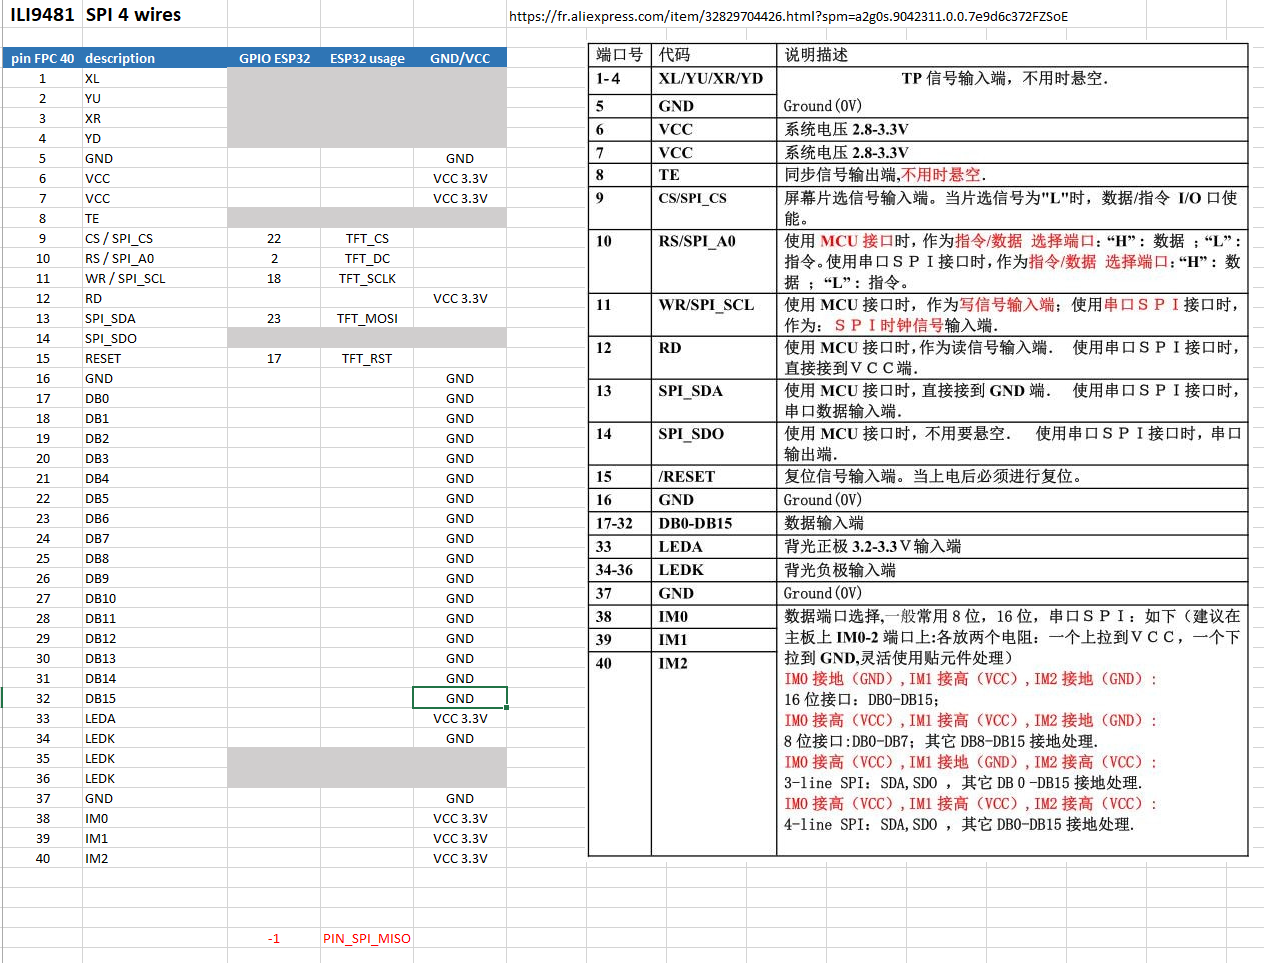 ILI9481 SPI 4 wires
https://fr.aliexpress.com/item/32829704426.html?spm=a2g0s.9042311.0.0.7e9d6c372FZSoE
pin FPC 40 description GPIO ESP32 ESP32 usage GND/VCC
1 XL
2 YU
3 XR
4 YD
5 GND GND
6 VCC VCC 3.3V
7 VCC VCC 3.3V
8 TE
9 CS / SPI_CS 22 TFT_CS
10 RS / SPI_A0 2 TFT_DC
11 WR / SPI_SCL 18 TFT_SCLK
12 RD VCC 3.3V
13 SPI_SDA 23 TFT_MOSI
14 SPI_SDO
15 RESET 17 TFT_RST
16 GND GND
17 DB0 GND
18 DB1 GND
19 DB2 GND
20 DB3 GND
21 DB4 GND
22 DB5 GND
23 DB6 GND
24 DB7 GND
25 DB8 GND
26 DB9 GND
27 DB10 GND
28 DB11 GND
29 DB12 GND
30 DB13 GND
31 DB14 GND
32 DB15 GND
33 LEDA VCC 3.3V
34 LEDK GND
35 LEDK
36 LEDK
37 GND GND
38 IM0 VCC 3.3V
39 IM1 VCC 3.3V
40 IM2 VCC 3.3V
-1 PIN_SPI_MISO
端口号 代码 说明描述
1-4 XL/YU/XR/YD TP 信号输入端，不用时悬空.
5 GND Ground(0V)
6 VCC 系统电压 2.8-3.3V
7 VCC 系统电压 2.8-3.3V
8 TE 同步信号输出端,不用时悬空.
9 CS/SPI_CS 屏幕片选信号输入端。当片选信号为"L"时，数据/指令 I/O 口使
能。
10 RS/SPI_A0 使用 MCU 接口时，作为指令/数据 选择端口：“H”：数据 ；“L”：
指令。使用串口ＳＰＩ接口时，作为指令/数据 选择端口：“H”：数
据 ；“L”：指令。
11 WR/SPI_SCL 使用 MCU 接口时，作为写信号输入端；使用串口ＳＰＩ接口时，
作为：ＳＰＩ时钟信号输入端.
12 RD 使用 MCU 接口时，作为读信号输入端. 使用串口ＳＰＩ接口时，
直接接到ＶＣＣ端.
13 SPI_SDA 使用 MCU 接口时，直接接到 GND 端. 使用串口ＳＰＩ接口时，
串口数据输入端.
14 SPI_SDO 使用 MCU 接口时，不用要悬空. 使用串口ＳＰＩ接口时，串口
输出端.
15 /RESET 复位信号输入端。当上电后必须进行复位。
16 GND Ground(0V)
17-32 DB0-DB15 数据输入端
33 LEDA 背光正极 3.2-3.3Ｖ输入端
34-36 LEDK 背光负极输入端
37 GND Ground(0V)
38 IM0 数据端口选择,一般常用 8 位，16 位，串口ＳＰＩ：如下（建议在
39 IM1 主板上 IM0-2 端口上:各放两个电阻：一个上拉到ＶＣＣ，一个下
40 IM2 拉到 GND,灵活使用贴元件处理）
IM0 接地（GND）,IM1 接高（VCC）,IM2 接地（GND）:
16 位接口：DB0-DB15；
IM0 接高（VCC）,IM1 接高（VCC）,IM2 接地（GND）:
8 位接口:DB0-DB7；其它 DB8-DB15 接地处理.
IM0 接高（VCC）,IM1 接地（GND）,IM2 接高（VCC）:
3-line SPI：SDA,SDO ，其它 DB０-DB15 接地处理.
IM0 接高（VCC）,IM1 接高（VCC）,IM2 接高（VCC）:
4-line SPI：SDA,SDO ，其它 DB0-DB15 接地处理.